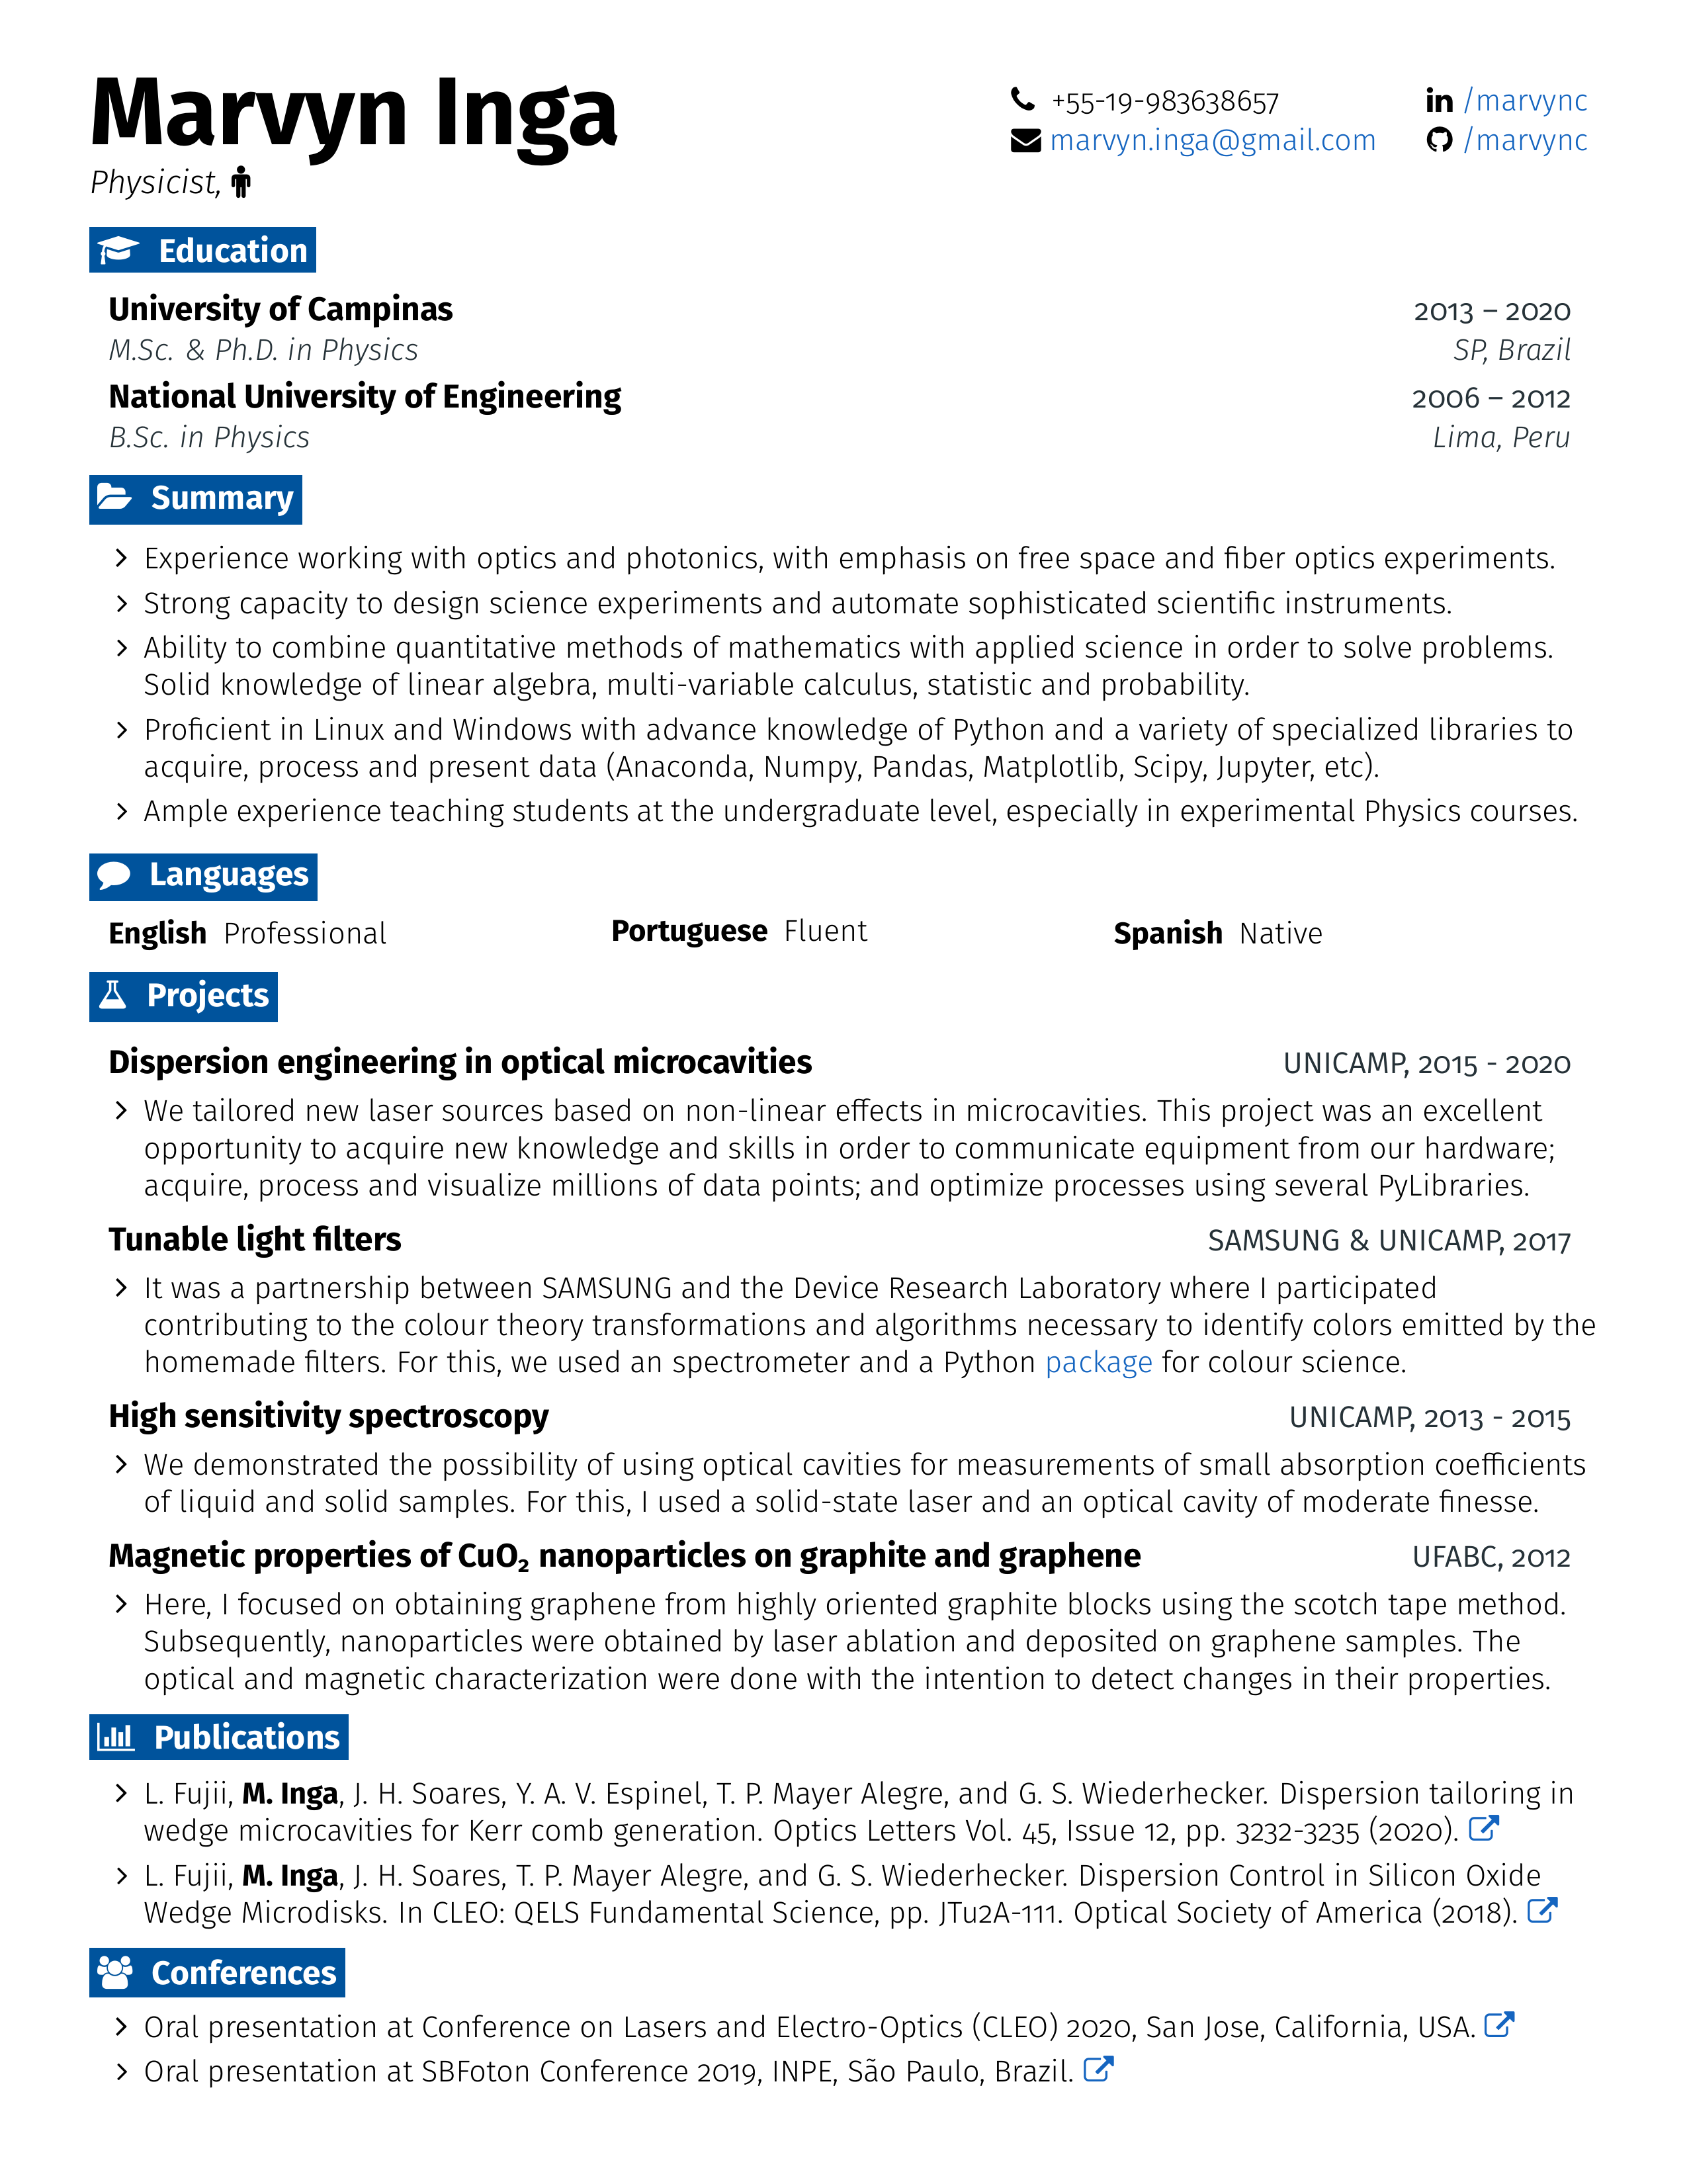 Marvyn Inga
Physicist,
+55-19-983638657
marvyn.inga@gmail.com
/marvync
/marvync
Education
University of Campinas 2013 – 2020
M.Sc. & Ph.D. in Physics SP, Brazil
National University of Engineering 2006 – 2012
B.Sc. in Physics Lima, Peru
Summary
Experience working with optics and photonics, with emphasis on free space and fiber optics experiments.
Strong capacity to design science experiments and automate sophisticated scientific instruments.
Ability to combine quantitative methods of mathematics with applied science in order to solve problems.
Solid knowledge of linear algebra, multi-variable calculus, statistic and probability.
Proficient in Linux and Windows with advance knowledge of Python and a variety of specialized libraries to
acquire, process and present data (Anaconda, Numpy, Pandas, Matplotlib, Scipy, Jupyter, etc).
Ample experience teaching students at the undergraduate level, especially in experimental Physics courses.
Languages
English Professional Portuguese Fluent Spanish Native
Projects
Dispersion engineering in optical microcavities UNICAMP, 2015 - 2020
We tailored new laser sources based on non-linear effects in microcavities. This project was an excellent
opportunity to acquire new knowledge and skills in order to communicate equipment from our hardware;
acquire, process and visualize millions of data points; and optimize processes using several PyLibraries.
Tunable light filters SAMSUNG & UNICAMP, 2017
It was a partnership between SAMSUNG and the Device Research Laboratory where I participated
contributing to the colour theory transformations and algorithms necessary to identify colors emitted by the
homemade filters. For this, we used an spectrometer and a Python package for colour science.
High sensitivity spectroscopy UNICAMP, 2013 - 2015
We demonstrated the possibility of using optical cavities for measurements of small absorption coefficients
of liquid and solid samples. For this, I used a solid-state laser and an optical cavity of moderate finesse.
Magnetic properties of CuO₂ nanoparticles on graphite and graphene UFABC, 2012
Here, I focused on obtaining graphene from highly oriented graphite blocks using the scotch tape method.
Subsequently, nanoparticles were obtained by laser ablation and deposited on graphene samples. The
optical and magnetic characterization were done with the intention to detect changes in their properties.
Publications
L. Fujii, M. Inga, J. H. Soares, Y. A. V. Espinel, T. P. Mayer Alegre, and G. S. Wiederhecker. Dispersion tailoring in
wedge microcavities for Kerr comb generation. Optics Letters Vol. 45, Issue 12, pp. 3232-3235 (2020).
L. Fujii, M. Inga, J. H. Soares, T. P. Mayer Alegre, and G. S. Wiederhecker. Dispersion Control in Silicon Oxide
Wedge Microdisks. In CLEO: QELS Fundamental Science, pp. JTu2A-111. Optical Society of America (2018).
Conferences
Oral presentation at Conference on Lasers and Electro-Optics (CLEO) 2020, San Jose, California, USA.
Oral presentation at SBFoton Conference 2019, INPE, São Paulo, Brazil.